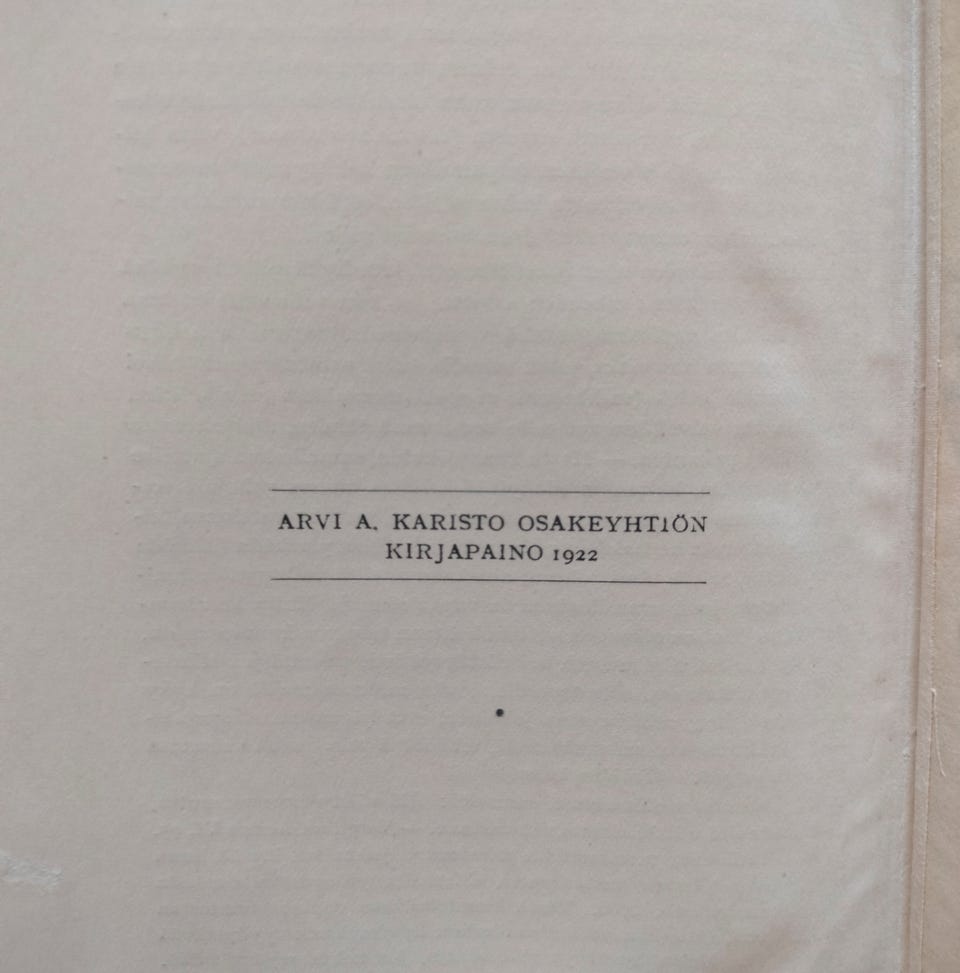 ARVI A. KARISTO OSAKEYHTIÖN
KIRJAPAINO 1922